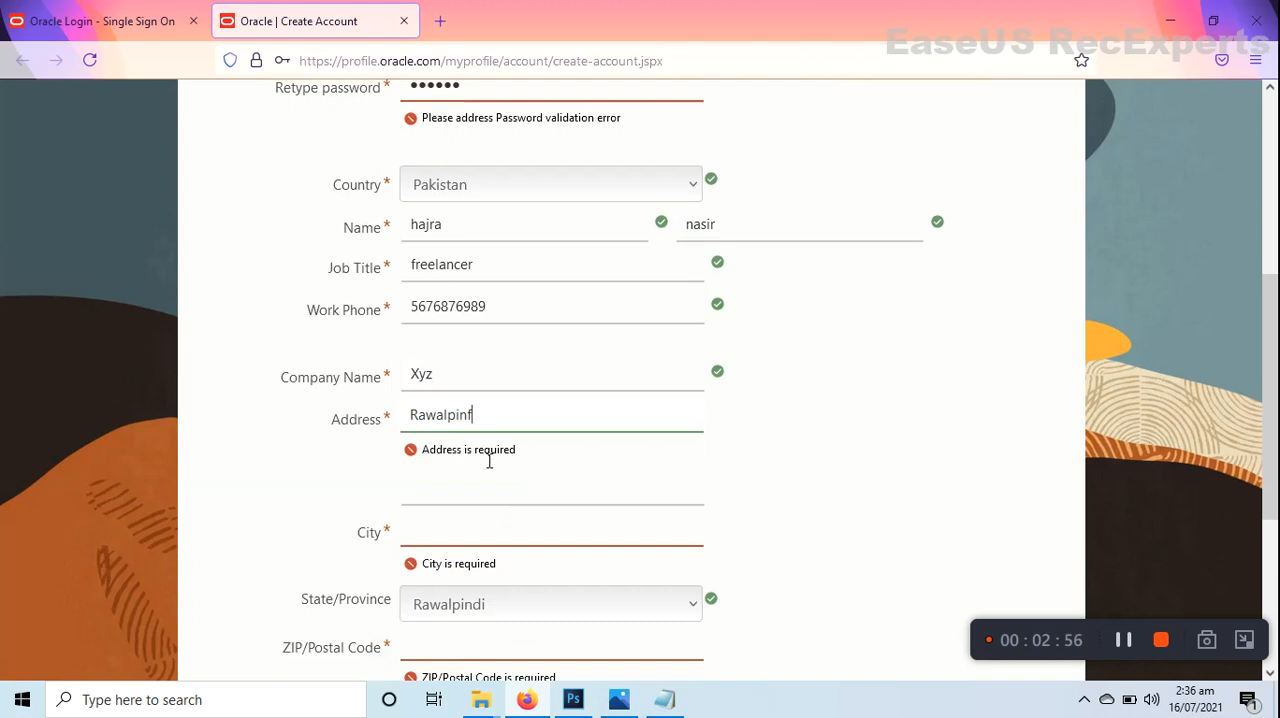 Oracle Login - Single Sign On
Oracle | Create Account
EaseUS RecExperts
https://profile.oracle.com/myprofile/account/create-account.jspx
Retype password * ••••••
Please address Password validation error
Country * Pakistan
Name * hajra nasir
Job Title * freelancer
Work Phone * 5676876989
Company Name * Xyz
Address * Rawalpinf
Address is required
City *
City is required
State/Province Rawalpindi
ZIP/Postal Code *
ZIP/Postal Code is required
00 : 02 : 56
Type here to search
Ps
2:36 am
16/07/2021
1